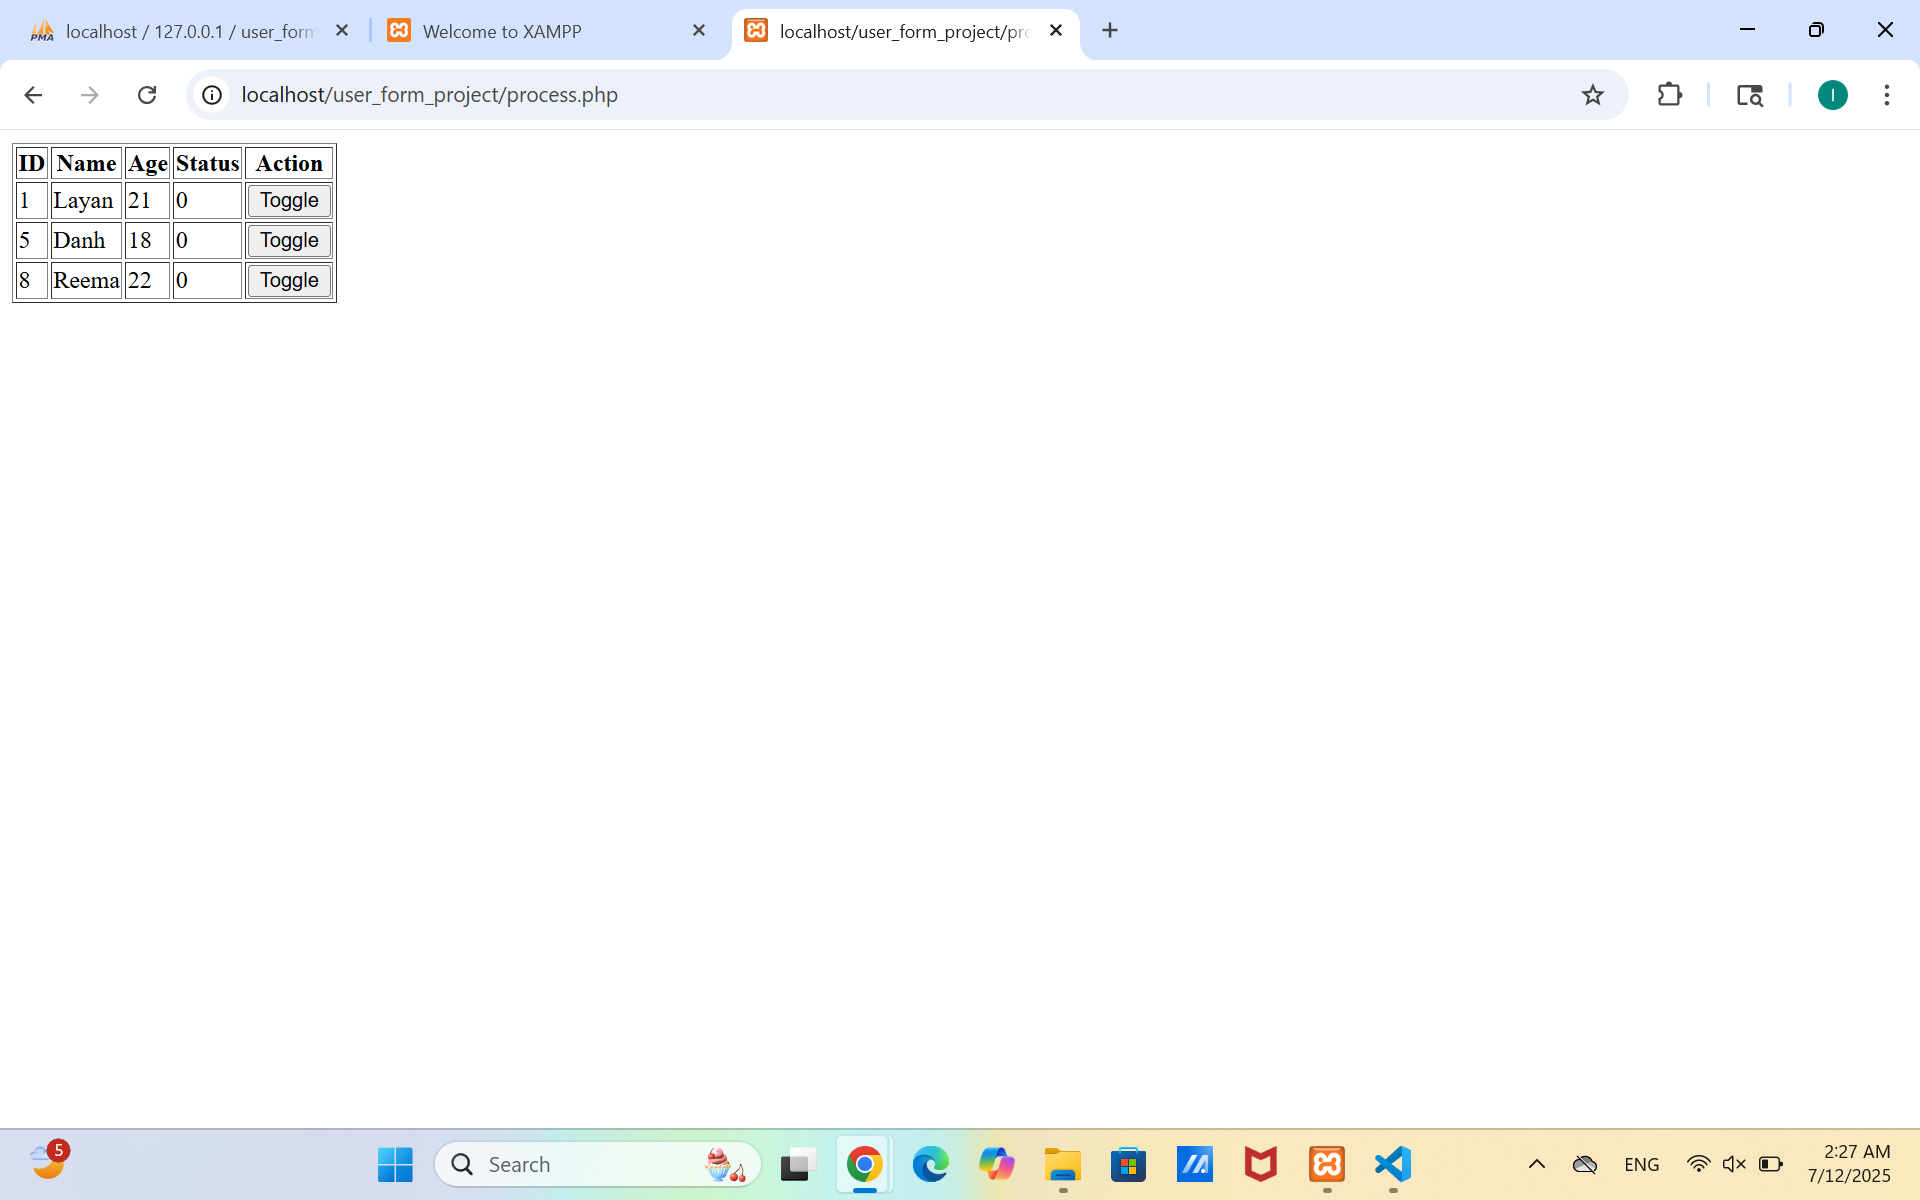 localhost / 127.0.0.1 / user_form
Welcome to XAMPP
localhost/user_form_project/pro
localhost/user_form_project/process.php
I
ID Name Age Status Action
1 Layan 21 0 Toggle
5 Danh 18 0 Toggle
8 Reema 22 0 Toggle
5
Search
ENG
2:27 AM
7/12/2025
PMA